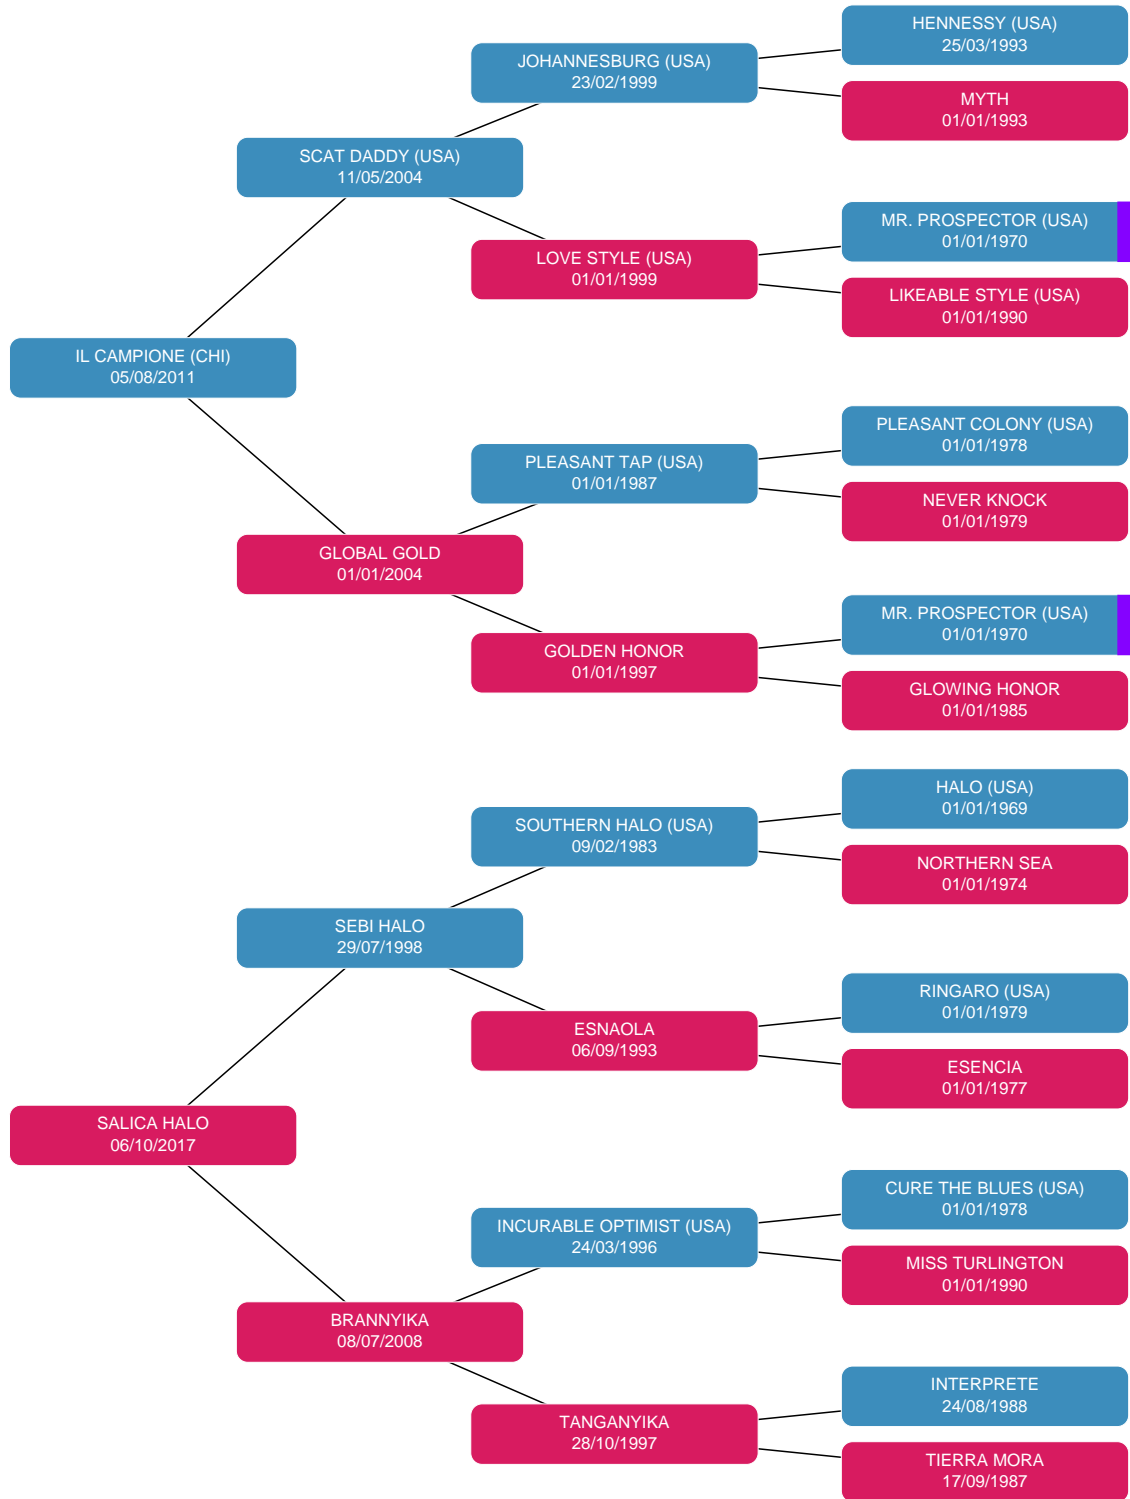 HENNESSY (USA)
25/03/1993
JOHANNESBURG (USA)
23/02/1999
MYTH
01/01/1993
SCAT DADDY (USA)
11/05/2004
MR. PROSPECTOR (USA)
01/01/1970
LOVE STYLE (USA)
01/01/1999
LIKEABLE STYLE (USA)
01/01/1990
IL CAMPIONE (CHI)
05/08/2011
PLEASANT COLONY (USA)
01/01/1978
PLEASANT TAP (USA)
01/01/1987
NEVER KNOCK
01/01/1979
GLOBAL GOLD
01/01/2004
MR. PROSPECTOR (USA)
01/01/1970
GOLDEN HONOR
01/01/1997
GLOWING HONOR
01/01/1985
HALO (USA)
01/01/1969
SOUTHERN HALO (USA)
09/02/1983
NORTHERN SEA
01/01/1974
SEBI HALO
29/07/1998
RINGARO (USA)
01/01/1979
ESNAOLA
06/09/1993
ESENCIA
01/01/1977
SALICA HALO
06/10/2017
CURE THE BLUES (USA)
01/01/1978
INCURABLE OPTIMIST (USA)
24/03/1996
MISS TURLINGTON
01/01/1990
BRANNYIKA
08/07/2008
INTERPRETE
24/08/1988
TANGANYIKA
28/10/1997
TIERRA MORA
17/09/1987